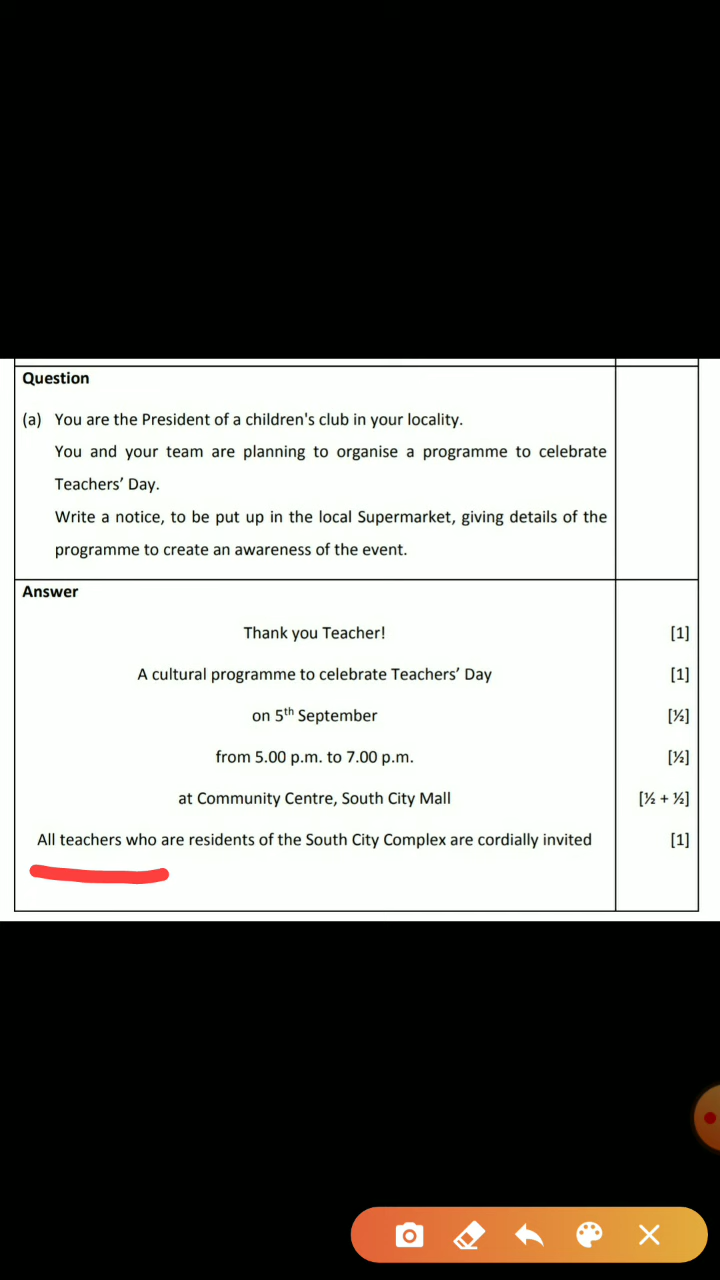 Question
(a) You are the President of a children's club in your locality.
You and your team are planning to organise a programme to celebrate
Teachers' Day.
Write a notice, to be put up in the local Supermarket, giving details of the
programme to create an awareness of the event.
Answer
Thank you Teacher! [1]
A cultural programme to celebrate Teachers' Day [1]
on 5th September [½]
from 5.00 p.m. to 7.00 p.m. [½]
at Community Centre, South City Mall [½ + ½]
All teachers who are residents of the South City Complex are cordially invited [1]